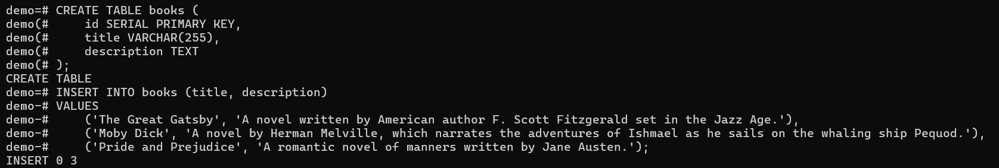 demo=# CREATE TABLE books (
demo(#     id SERIAL PRIMARY KEY,
demo(#     title VARCHAR(255),
demo(#     description TEXT
demo(# );
CREATE TABLE
demo=# INSERT INTO books (title, description)
demo-# VALUES
demo-#     ('The Great Gatsby', 'A novel written by American author F. Scott Fitzgerald set in the Jazz Age.'),
demo-#     ('Moby Dick', 'A novel by Herman Melville, which narrates the adventures of Ishmael as he sails on the whaling ship Pequod.'),
demo-#     ('Pride and Prejudice', 'A romantic novel of manners written by Jane Austen.');
INSERT 0 3